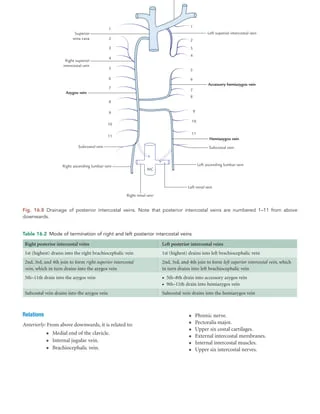 1
1
Superior
vena cava
Left superior intercostal vein
2
2
3
3
4
4
Right superior
intercostal vein
5
5
6
6
Accessory hemiazygos vein
7
7
Azygos vein
8
8
9
9
10
10
11
11
Hemiazygos vein
Subcostal vein
Subcostal vein
Right ascending lumbar vein
IVC
Left ascending lumbar vein
Left renal vein
Right renal vein
Fig. 16.8 Drainage of posterior intercostal veins. Note that posterior intercostal veins are numbered 1–11 from above
downwards.
Table 16.2 Mode of termination of right and left posterior intercostal veins
Right posterior intercostal veins
Left posterior intercostal veins
1st (highest) drains into the right brachiocephalic vein
1st (highest) drains into left brachiocephalic vein
2nd, 3rd, and 4th join to form right superior intercostal
vein, which in turn drains into the azygos vein
2nd, 3rd, and 4th join to form left superior intercostal vein, which
in turn drains into left brachiocephalic vein
5th–11th drain into azygos vein
• 5th–8th drain into accessory azygos vein
• 9th–11th drain into hemiazygos vein
Subcostal vein drains into the azygos vein
Subcostal vein drains into the hemiazygos vein
Relations
Anteriorly: From above downwards, it is related to:
• Medial end of the clavicle.
• Internal jugular vein.
• Brachiocephalic vein.
• Phrenic nerve.
• Pectoralis major.
• Upper six costal cartilages.
• External intercostal membranes.
• Internal intercostal muscles.
• Upper six intercostal nerves.